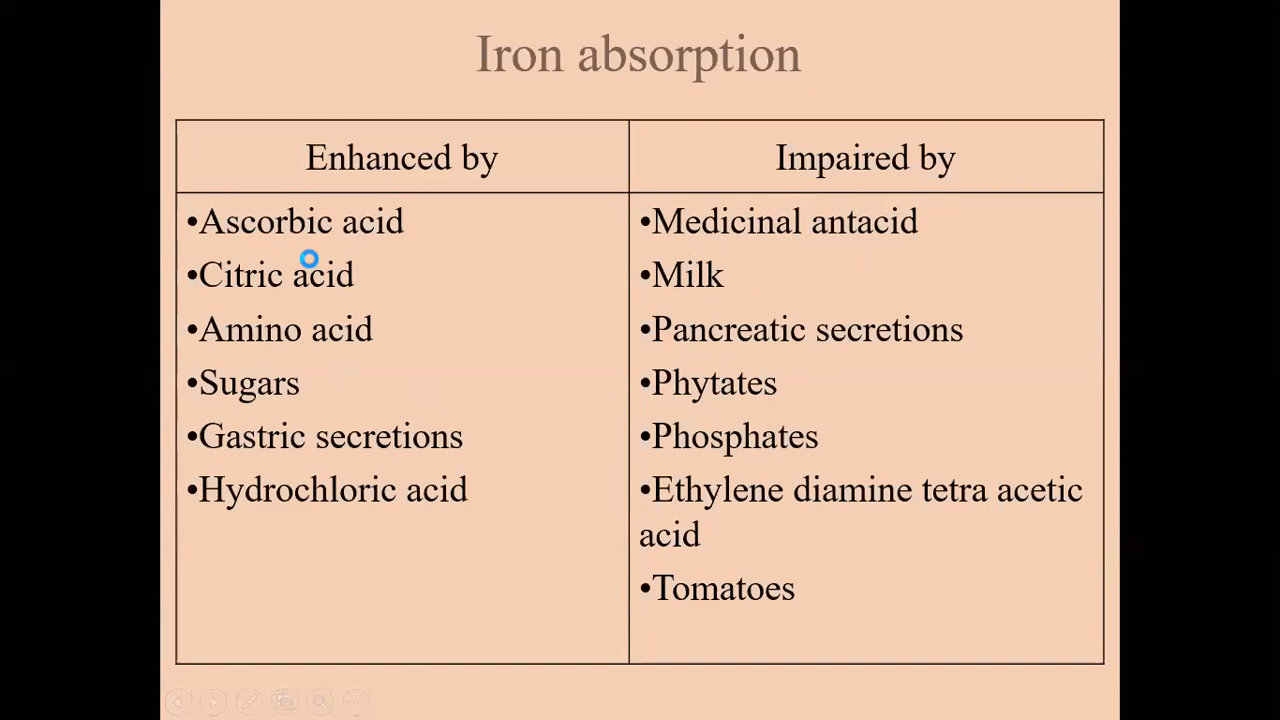 Iron absorption
Enhanced by
•Ascorbic acid
•Citric acid
•Amino acid
•Sugars
•Gastric secretions
•Hydrochloric acid
Impaired by
•Medicinal antacid
•Milk
•Pancreatic secretions
•Phytates
•Phosphates
•Ethylene diamine tetra acetic
acid
•Tomatoes